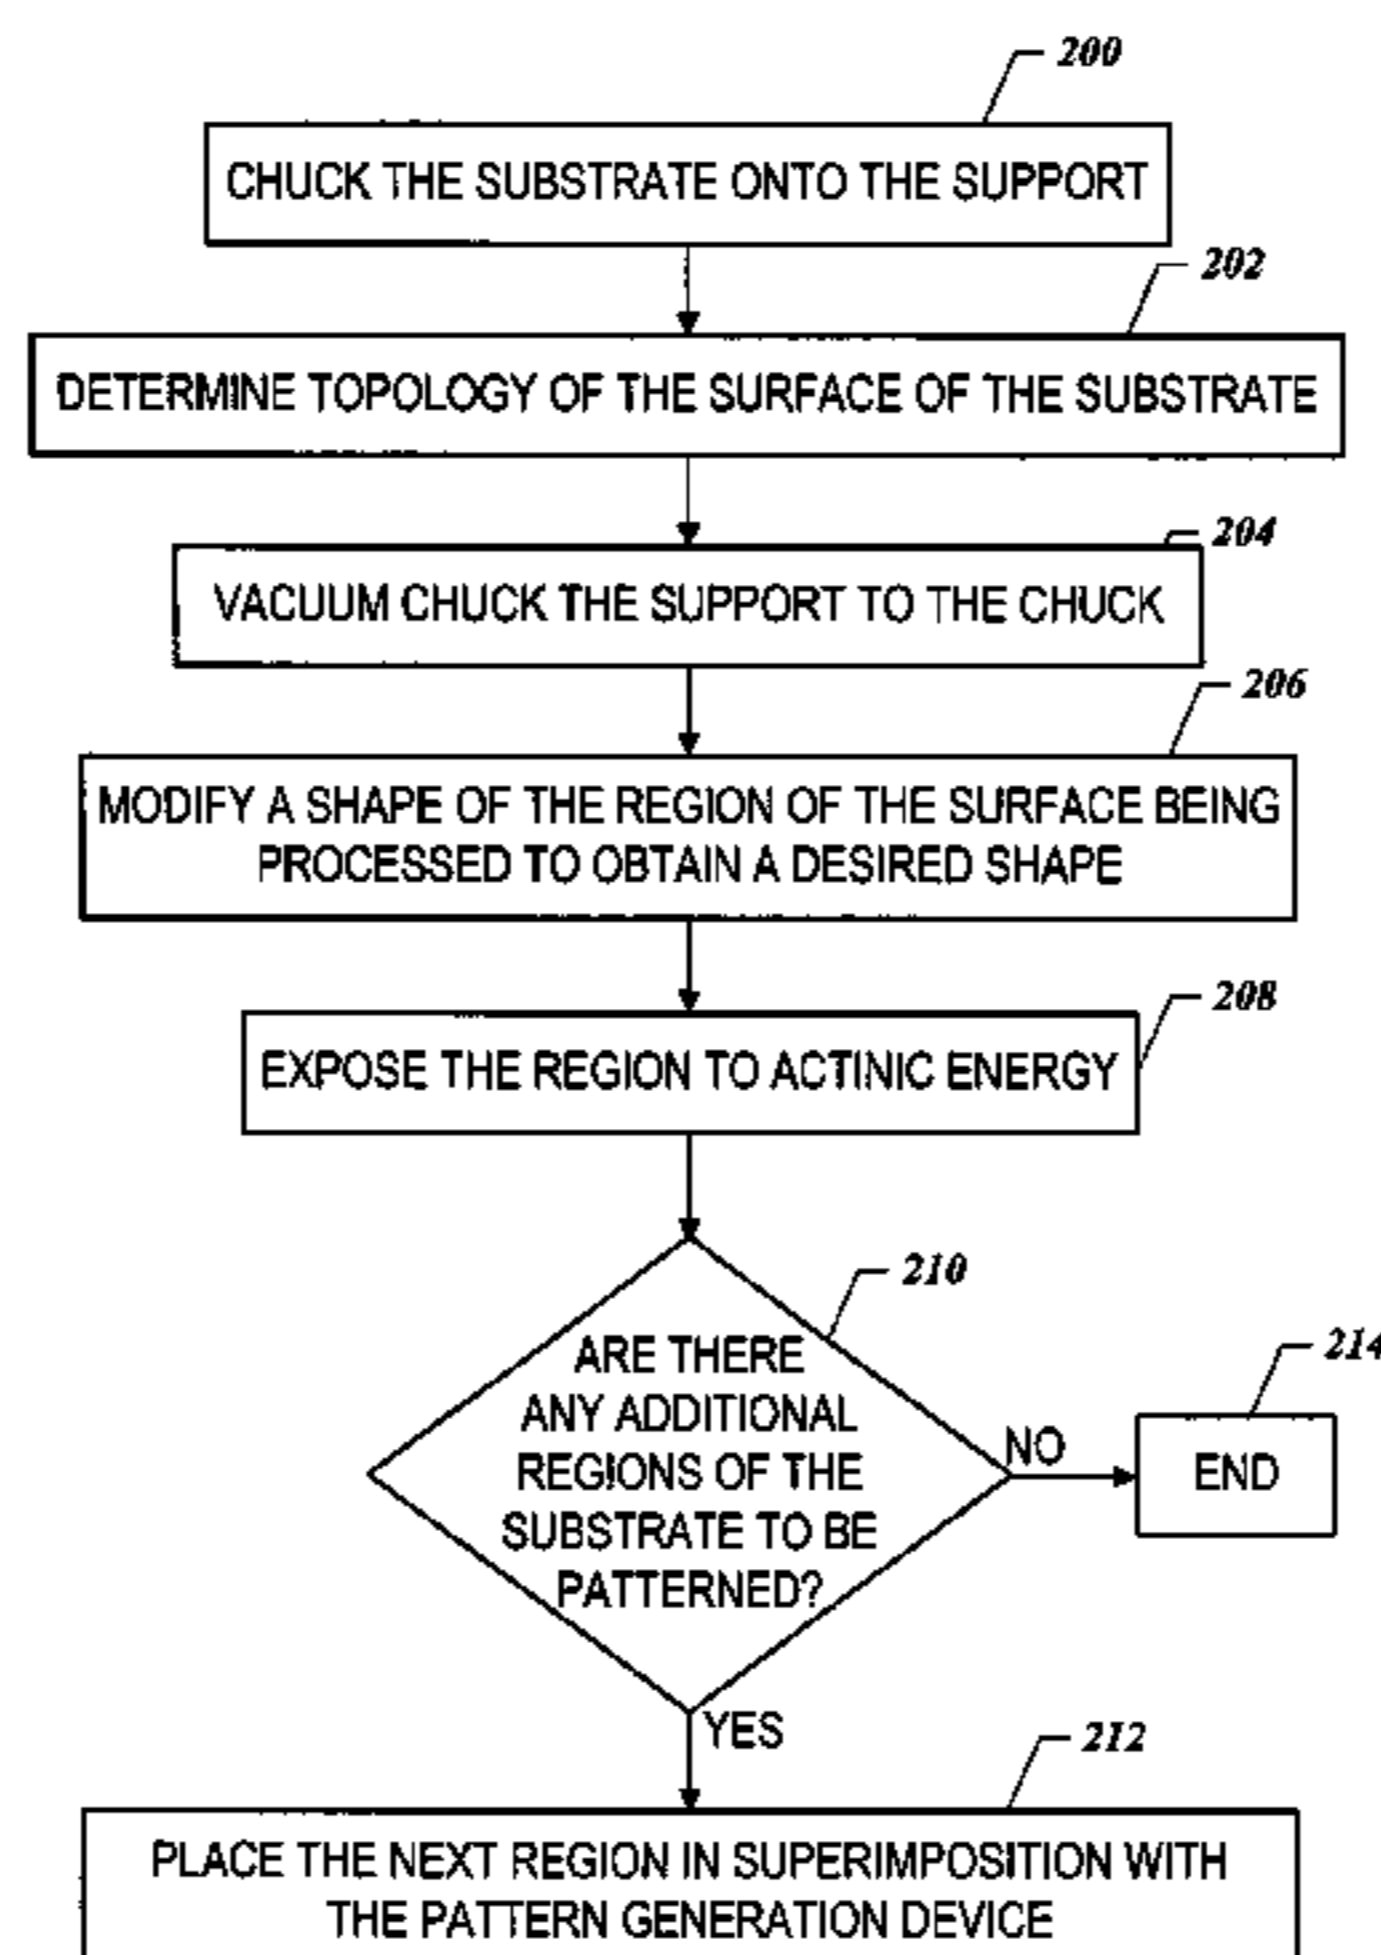 200
CHUCK THE SUBSTRATE ONTO THE SUPPORT
202
DETERMINE TOPOLOGY OF THE SURFACE OF THE SUBSTRATE
204
VACUUM CHUCK THE SUPPORT TO THE CHUCK
206
MODIFY A SHAPE OF THE REGION OF THE SURFACE BEING
PROCESSED TO OBTAIN A DESIRED SHAPE
208
EXPOSE THE REGION TO ACTINIC ENERGY
210
ARE THERE
ANY ADDITIONAL
REGIONS OF THE
SUBSTRATE TO BE
PATTERNED?
214
NO
END
YES
212
PLACE THE NEXT REGION IN SUPERIMPOSITION WITH
THE PATTERN GENERATION DEVICE